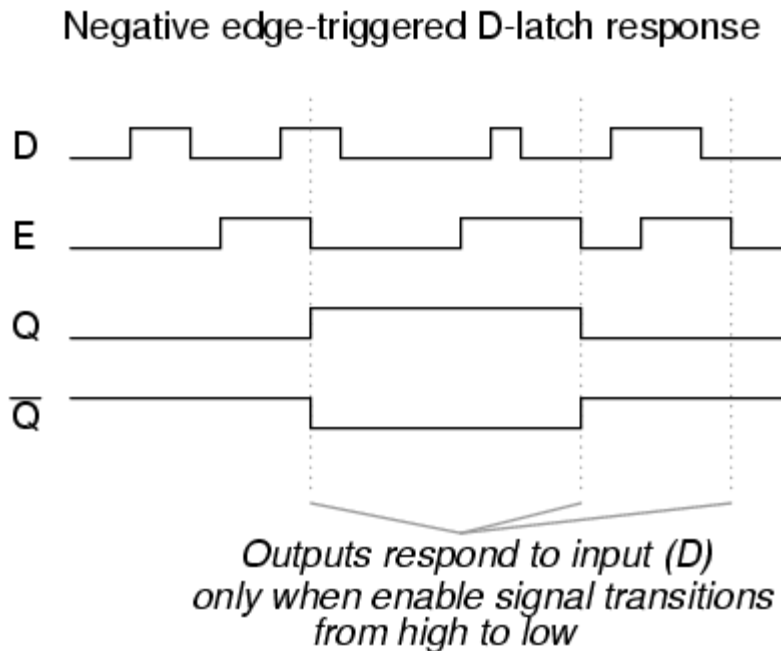 Negative edge-triggered D-latch response
D
E
Q
Q̅
Outputs respond to input (D)
only when enable signal transitions
from high to low